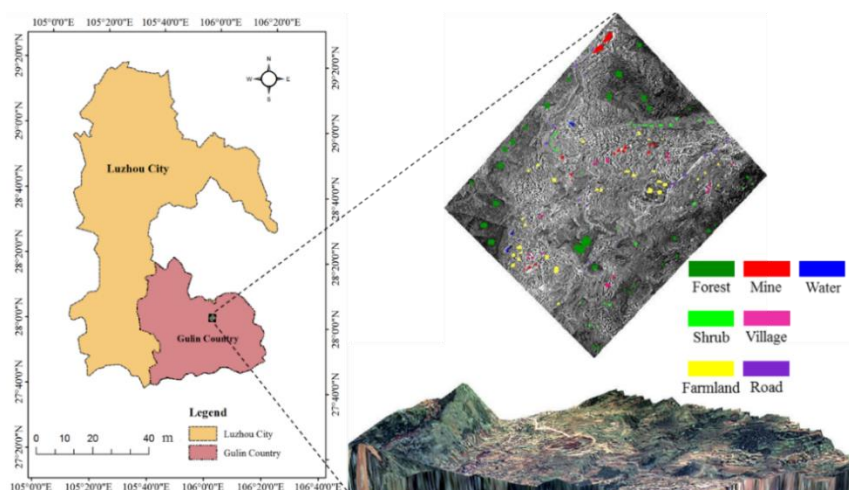 105°0'0"E 105°20'0"E 105°40'0"E 106°0'0"E 106°20'0"E
29°20'0"N
29°0'0"N
28°40'0"N
28°20'0"N
28°0'0"N
27°40'0"N
27°20'0"N
N
W E
S
Luzhou City
Gulin Country
Legend
Luzhou City
Gulin Country
0 20 40 m
29°20'0"N
29°0'0"N
28°40'0"N
28°20'0"N
28°0'0"N
27°40'0"N
27°20'0"N
105°0'0"E 105°20'0"E 105°40'0"E 106°0'0"E 106°20'0"E 106°40'0"E
Forest Mine Water
Shrub Village
Farmland Road